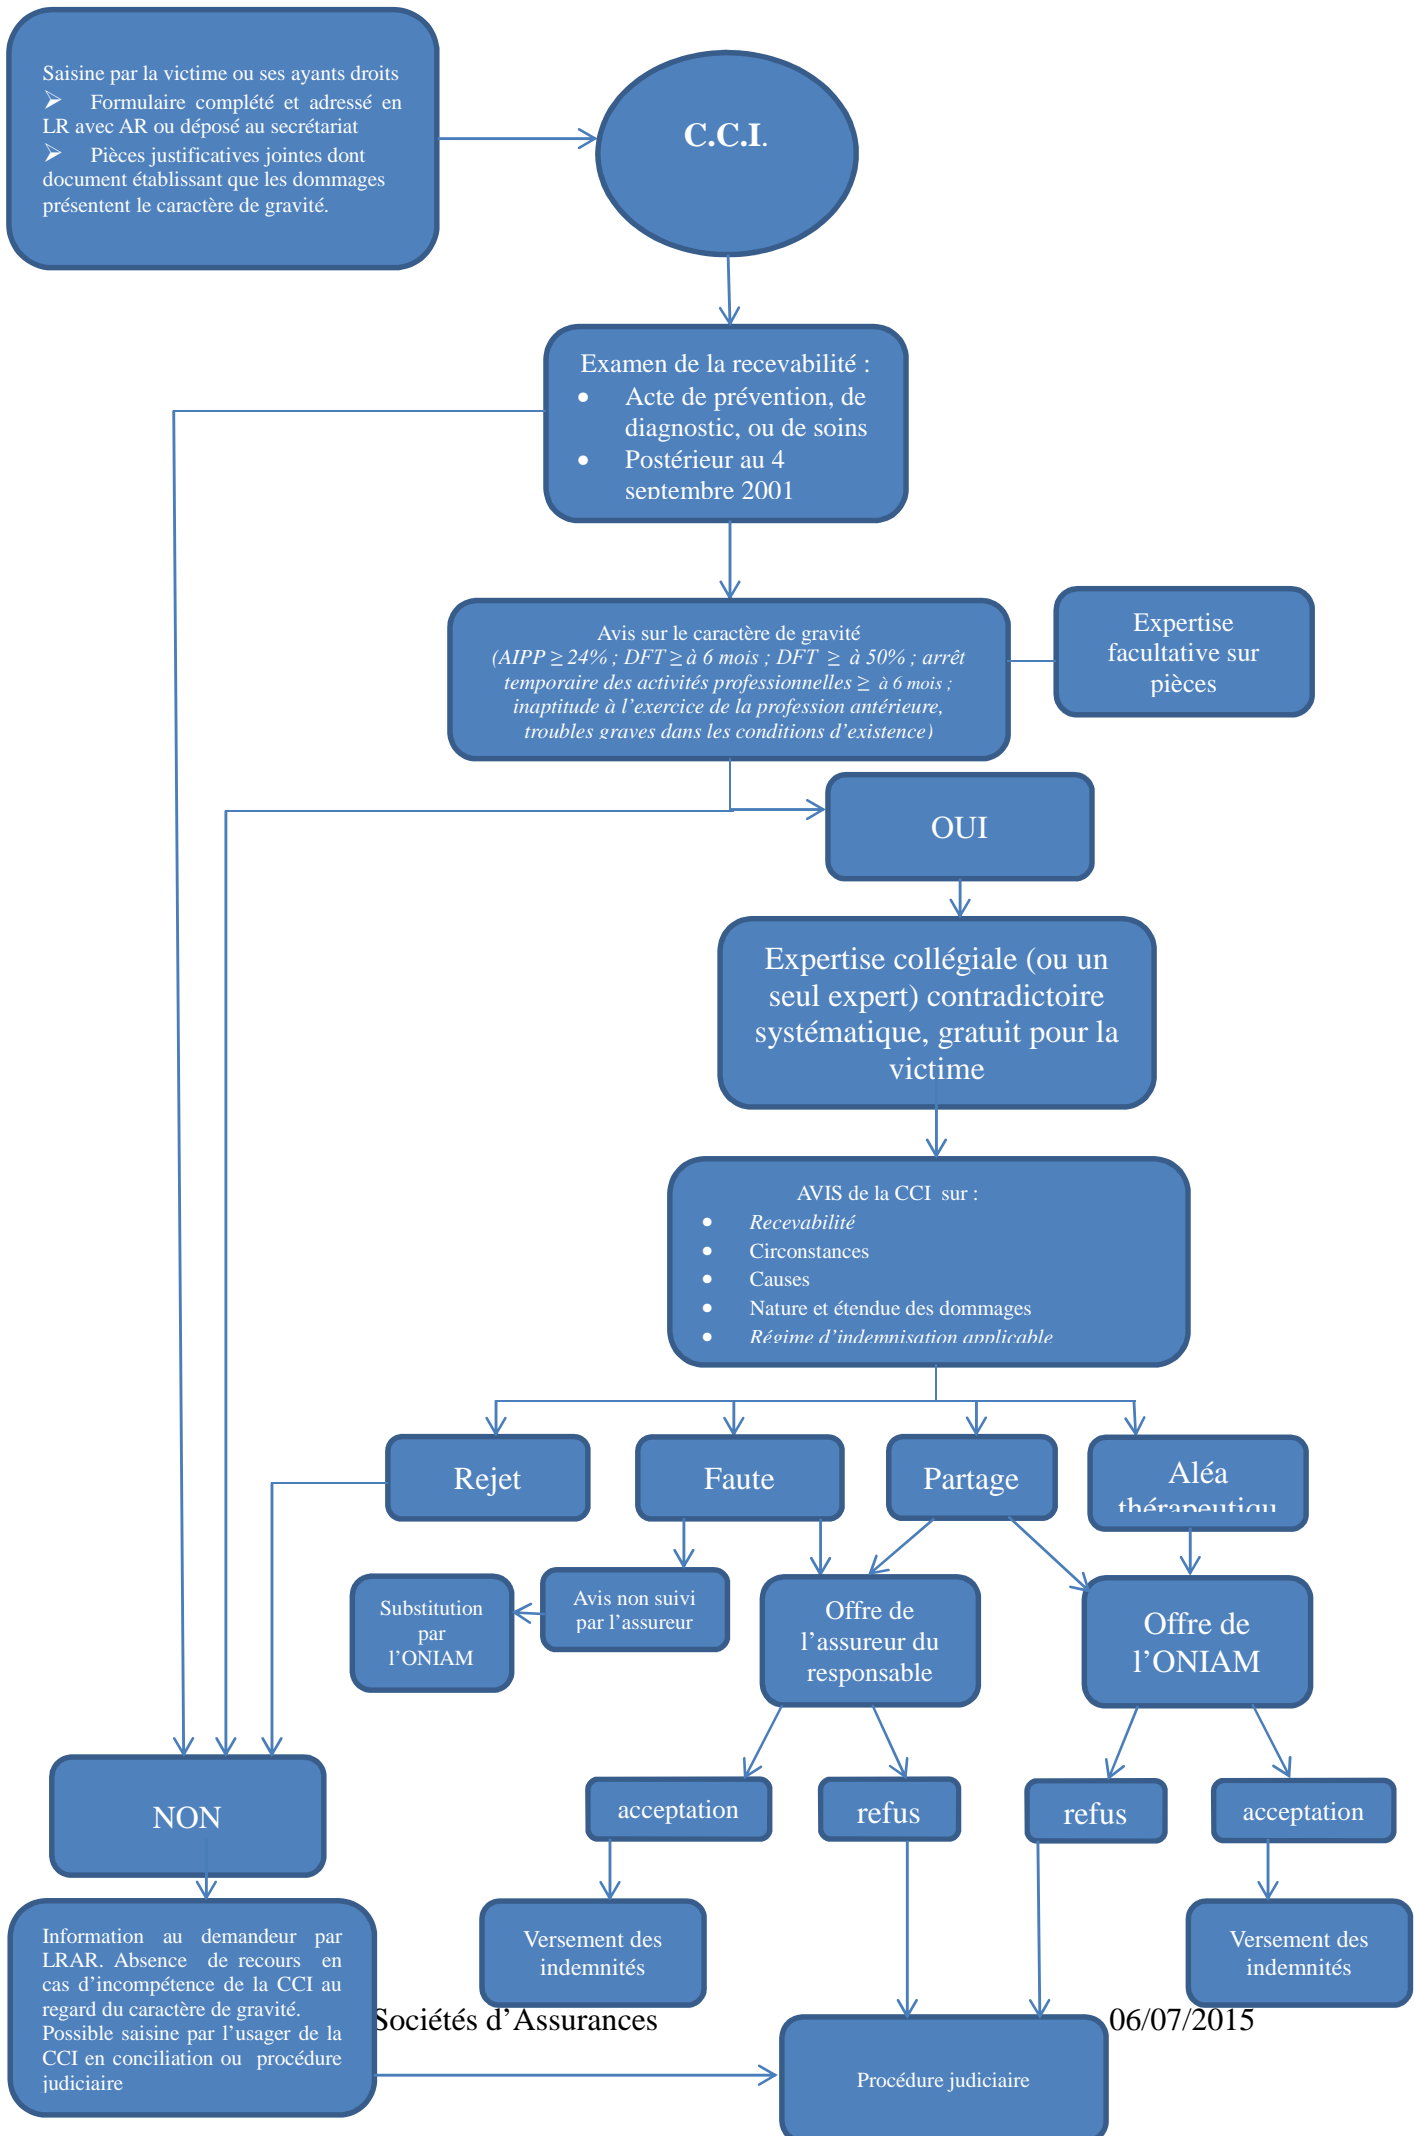 Saisine par la victime ou ses ayants droits
➢ Formulaire complété et adressé en
LR avec AR ou déposé au secrétariat
➢ Pièces justificatives jointes dont
document établissant que les dommages
présentent le caractère de gravité.
C.C.I.
Examen de la recevabilité :
• Acte de prévention, de
diagnostic, ou de soins
• Postérieur au 4
septembre 2001
Avis sur le caractère de gravité
(AIPP ≥ 24% ; DFT ≥ à 6 mois ; DFT ≥ à 50% ; arrêt
temporaire des activités professionnelles ≥ à 6 mois ;
inaptitude à l'exercice de la profession antérieure,
troubles graves dans les conditions d'existence)
Expertise
facultative sur
pièces
OUI
Expertise collégiale (ou un
seul expert) contradictoire
systématique, gratuit pour la
victime
AVIS de la CCI sur :
• Recevabilité
• Circonstances
• Causes
• Nature et étendue des dommages
• Régime d'indemnisation applicable
Rejet
Faute
Partage
Aléa
thérapeutiqu
Substitution
par
l'ONIAM
Avis non suivi
par l'assureur
Offre de
l'assureur du
responsable
Offre de
l'ONIAM
NON
acceptation
refus
refus
acceptation
Information au demandeur par
LRAR. Absence de recours en
cas d'incompétence de la CCI au
regard du caractère de gravité.
Possible saisine par l'usager de la
CCI en conciliation ou procédure
judiciaire
Versement des
indemnités
Versement des
indemnités
Sociétés d'Assurances
06/07/2015
Procédure judiciaire